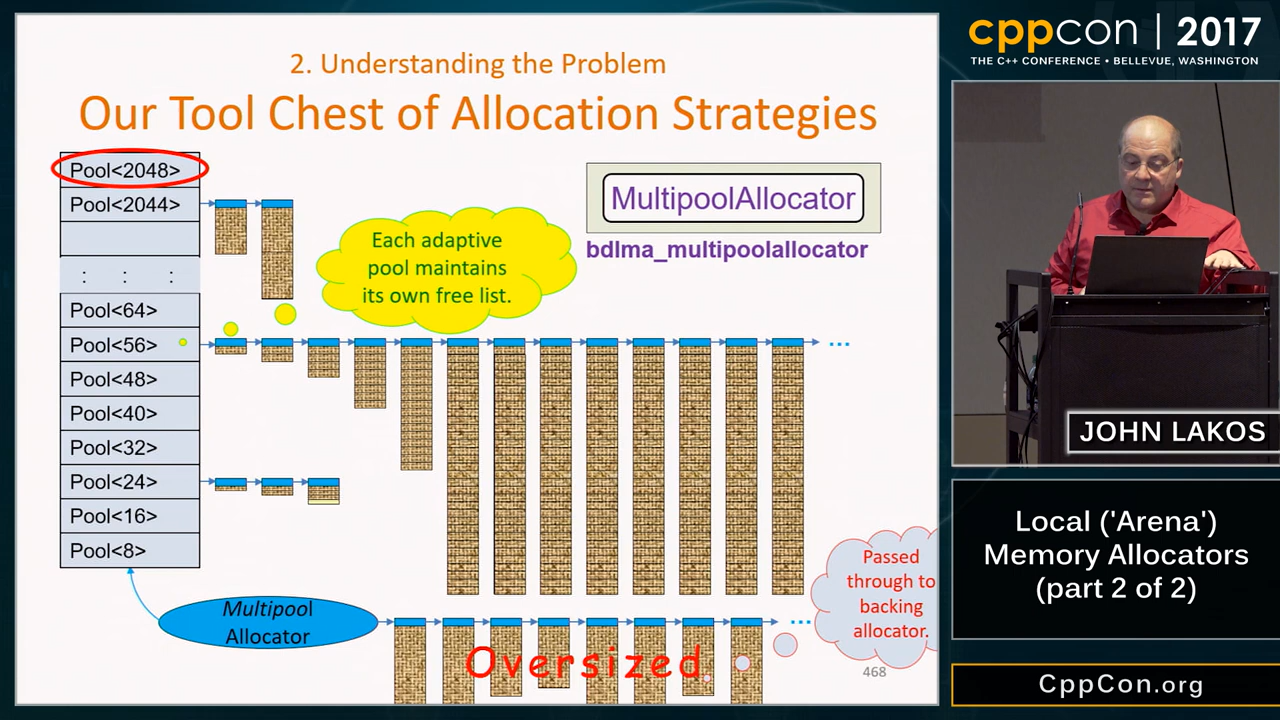 2. Understanding the Problem
Our Tool Chest of Allocation Strategies
Pool<2048>
Pool<2044>
: : :
Pool<64>
Pool<56>
Pool<48>
Pool<40>
Pool<32>
Pool<24>
Pool<16>
Pool<8>
Each adaptive
pool maintains
its own free list.
MultipoolAllocator
bdlma_multipoolallocator
...
Multipool
Allocator
Oversized
...
Passed
through to
backing
allocator.
468
cppcon | 2017
THE C++ CONFERENCE • BELLEVUE, WASHINGTON
JOHN LAKOS
Local ('Arena')
Memory Allocators
(part 2 of 2)
CppCon.org